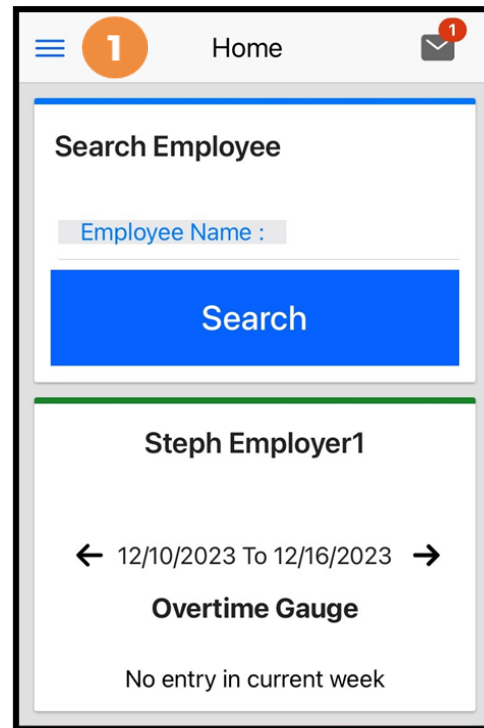 1 Home 1
Search Employee
Employee Name :
Search
Steph Employer1
12/10/2023 To 12/16/2023
Overtime Gauge
No entry in current week